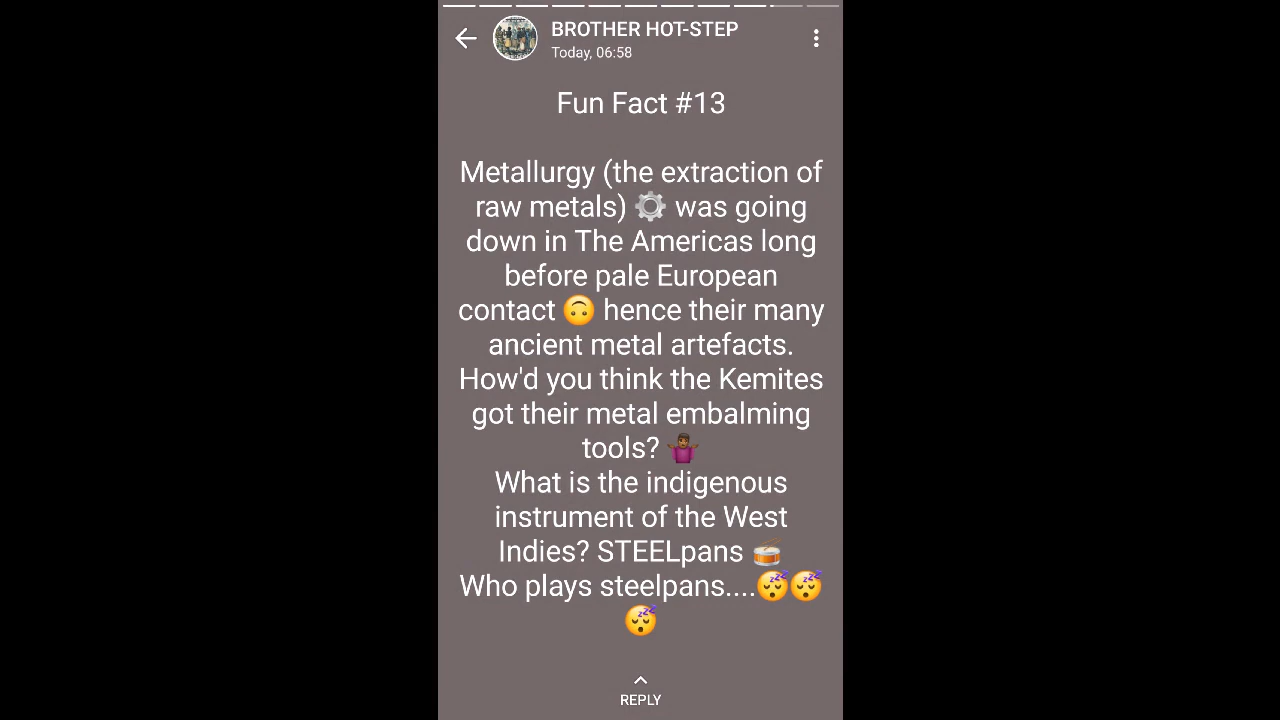 BROTHER HOT-STEP
Today, 06:58
Fun Fact #13
Metallurgy (the extraction of
raw metals) ⚙️ was going
down in The Americas long
before pale European
contact 🙃 hence their many
ancient metal artefacts.
How'd you think the Kemites
got their metal embalming
tools? 🤷🏾
What is the indigenous
instrument of the West
Indies? STEELpans 🥁
Who plays steelpans....😴😴
😴
REPLY